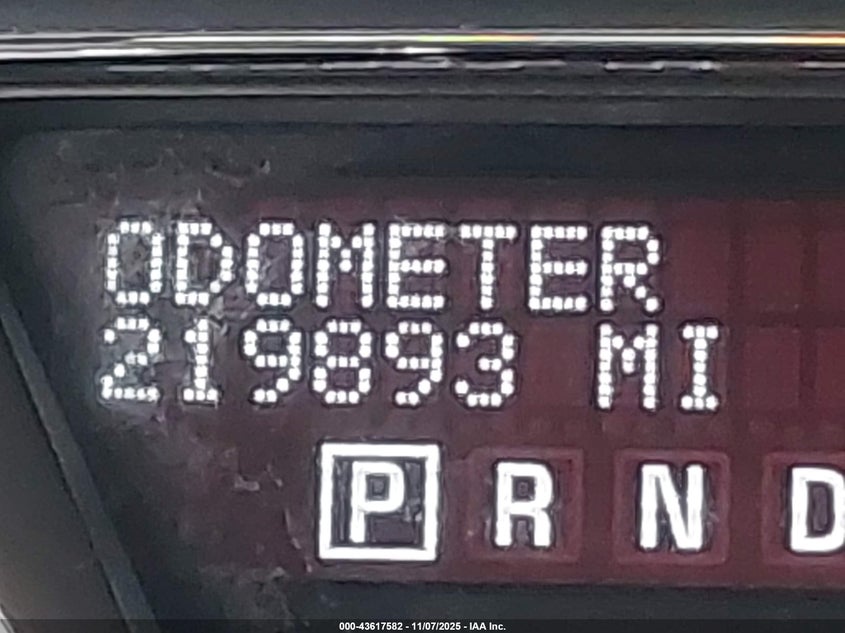 ODOMETER
219893 MI
P R N D
000-43617582 - 11/07/2025 - IAA Inc.